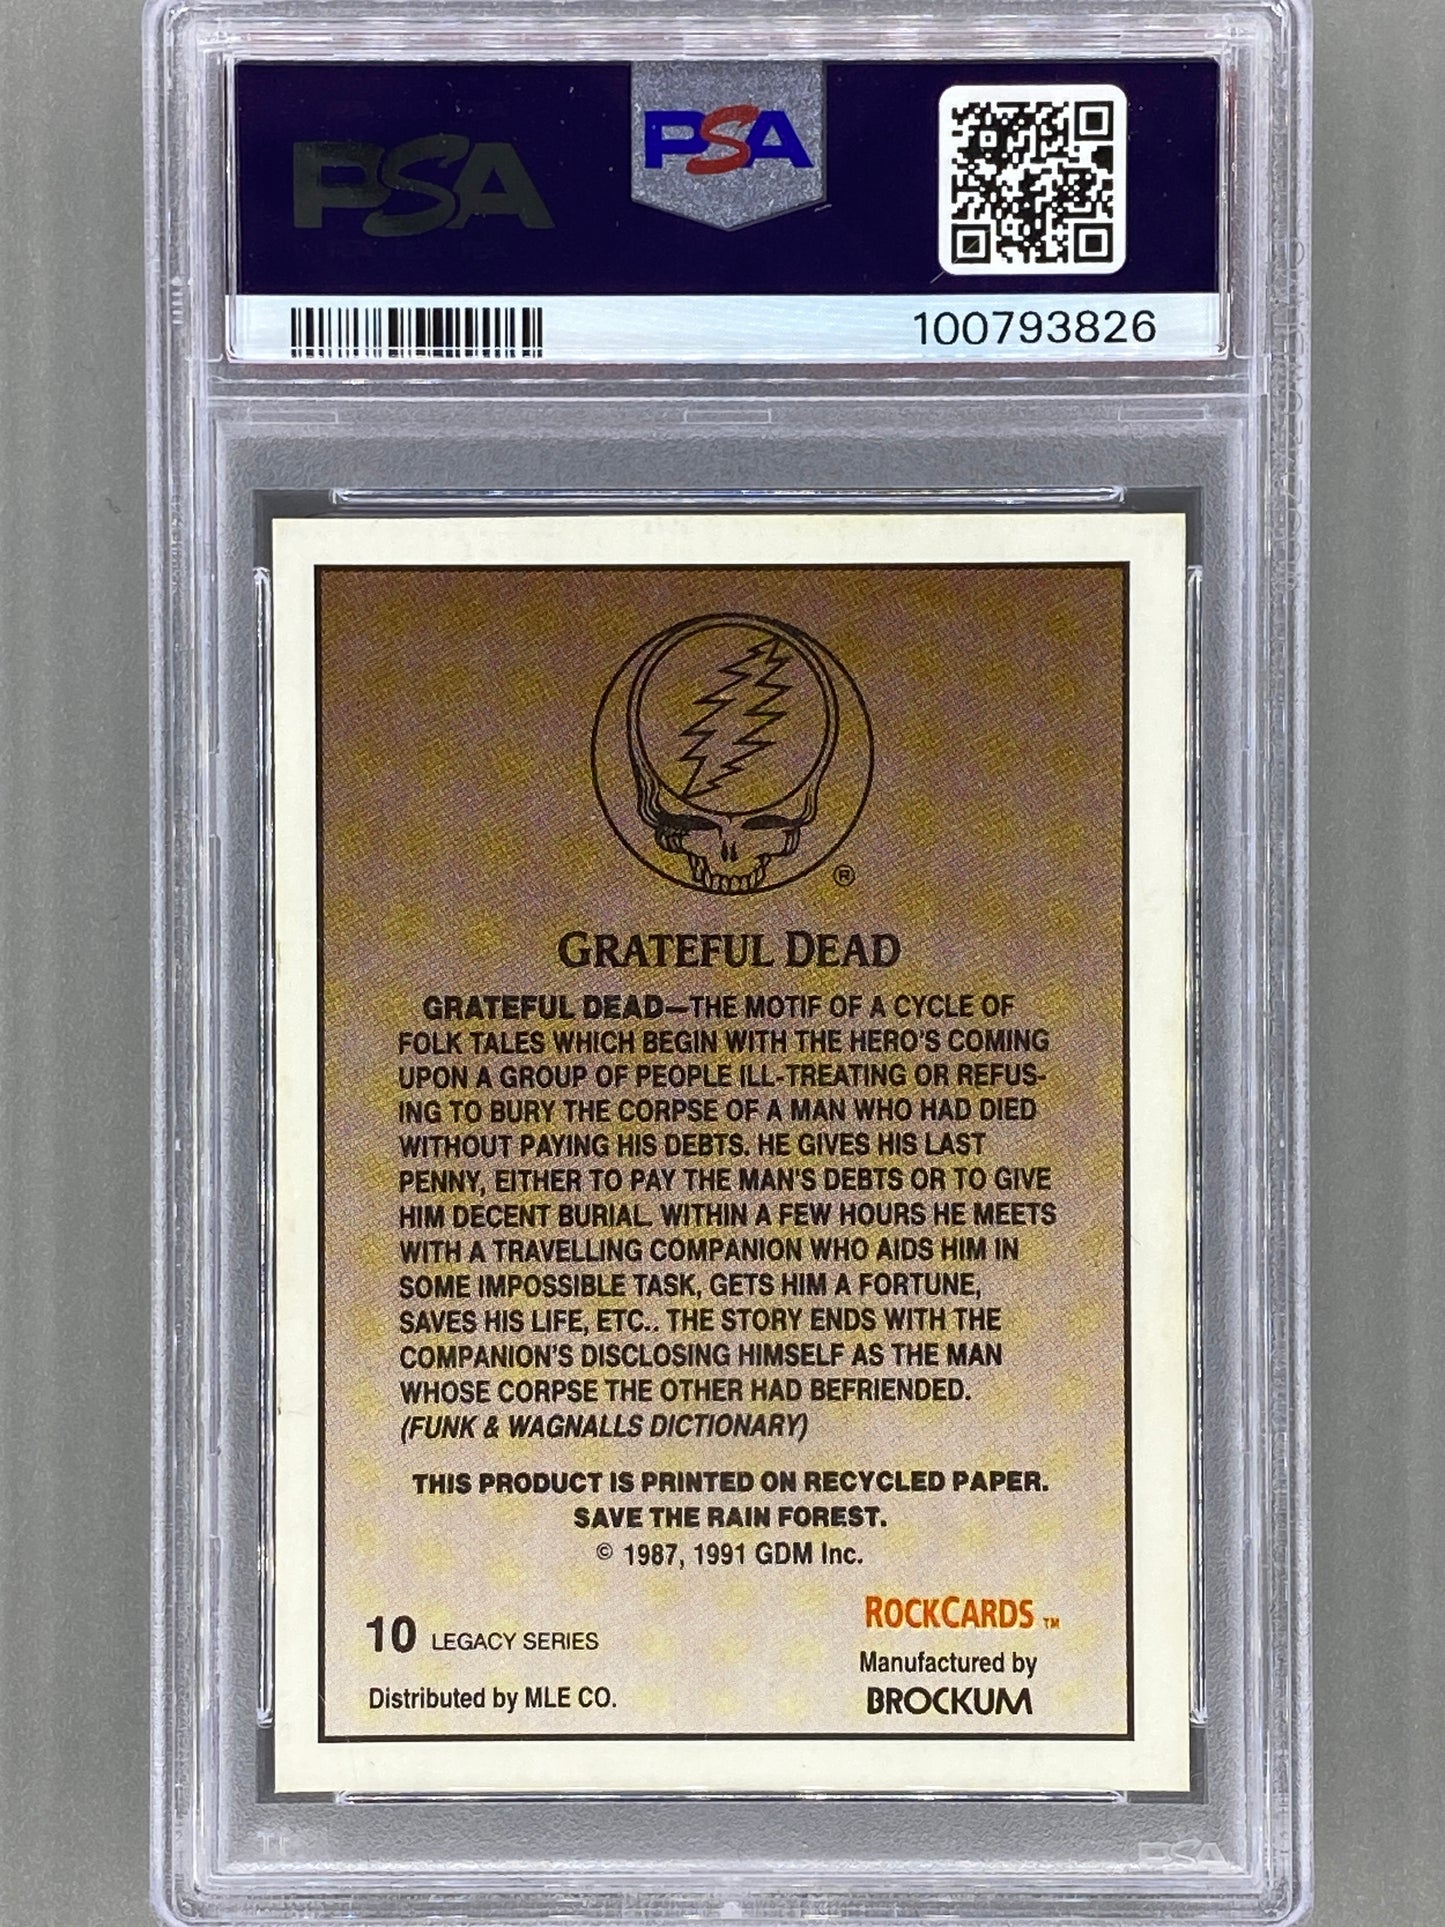 PSA
PSA
100793826
®
GRATEFUL DEAD
GRATEFUL DEAD—THE MOTIF OF A CYCLE OF
FOLK TALES WHICH BEGIN WITH THE HERO'S COMING
UPON A GROUP OF PEOPLE ILL-TREATING OR REFUS-
ING TO BURY THE CORPSE OF A MAN WHO HAD DIED
WITHOUT PAYING HIS DEBTS. HE GIVES HIS LAST
PENNY, EITHER TO PAY THE MAN'S DEBTS OR TO GIVE
HIM DECENT BURIAL. WITHIN A FEW HOURS HE MEETS
WITH A TRAVELLING COMPANION WHO AIDS HIM IN
SOME IMPOSSIBLE TASK, GETS HIM A FORTUNE,
SAVES HIS LIFE, ETC.. THE STORY ENDS WITH THE
COMPANION'S DISCLOSING HIMSELF AS THE MAN
WHOSE CORPSE THE OTHER HAD BEFRIENDED.
(FUNK & WAGNALLS DICTIONARY)
THIS PRODUCT IS PRINTED ON RECYCLED PAPER.
SAVE THE RAIN FOREST.
© 1987, 1991 GDM Inc.
10 LEGACY SERIES
Distributed by MLE CO.
ROCKCARDS ™
Manufactured by
BROCKUM
PSA